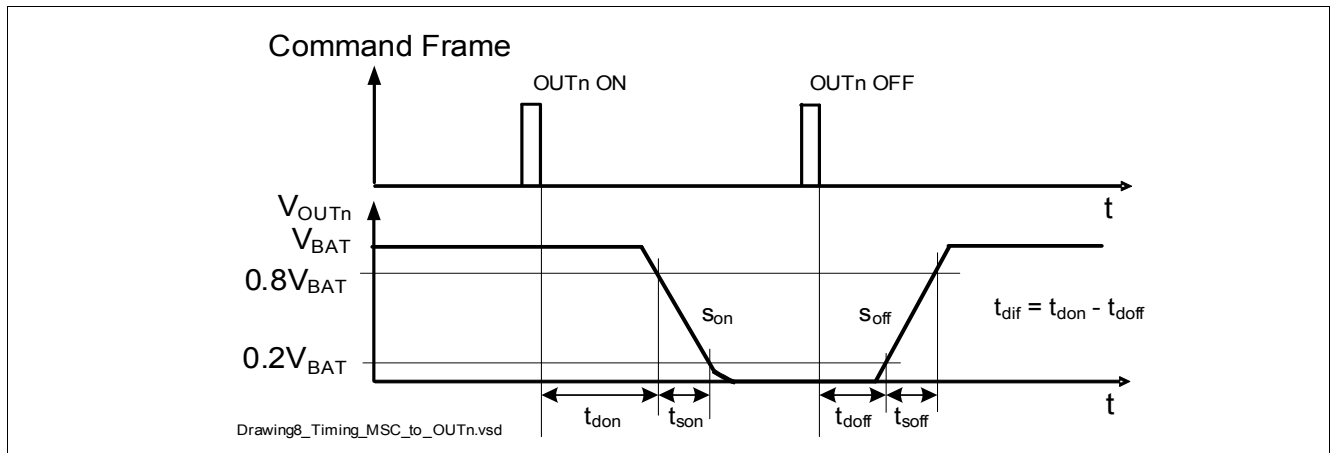 Command Frame
OUTn ON
OUTn OFF
t
VOUTn
VBAT
0.8VBAT
son
soff
tdif = tdon - tdoff
0.2VBAT
t
tdon
tson
tdoff
tsoff
Drawing8_Timing_MSC_to_OUTn.vsd